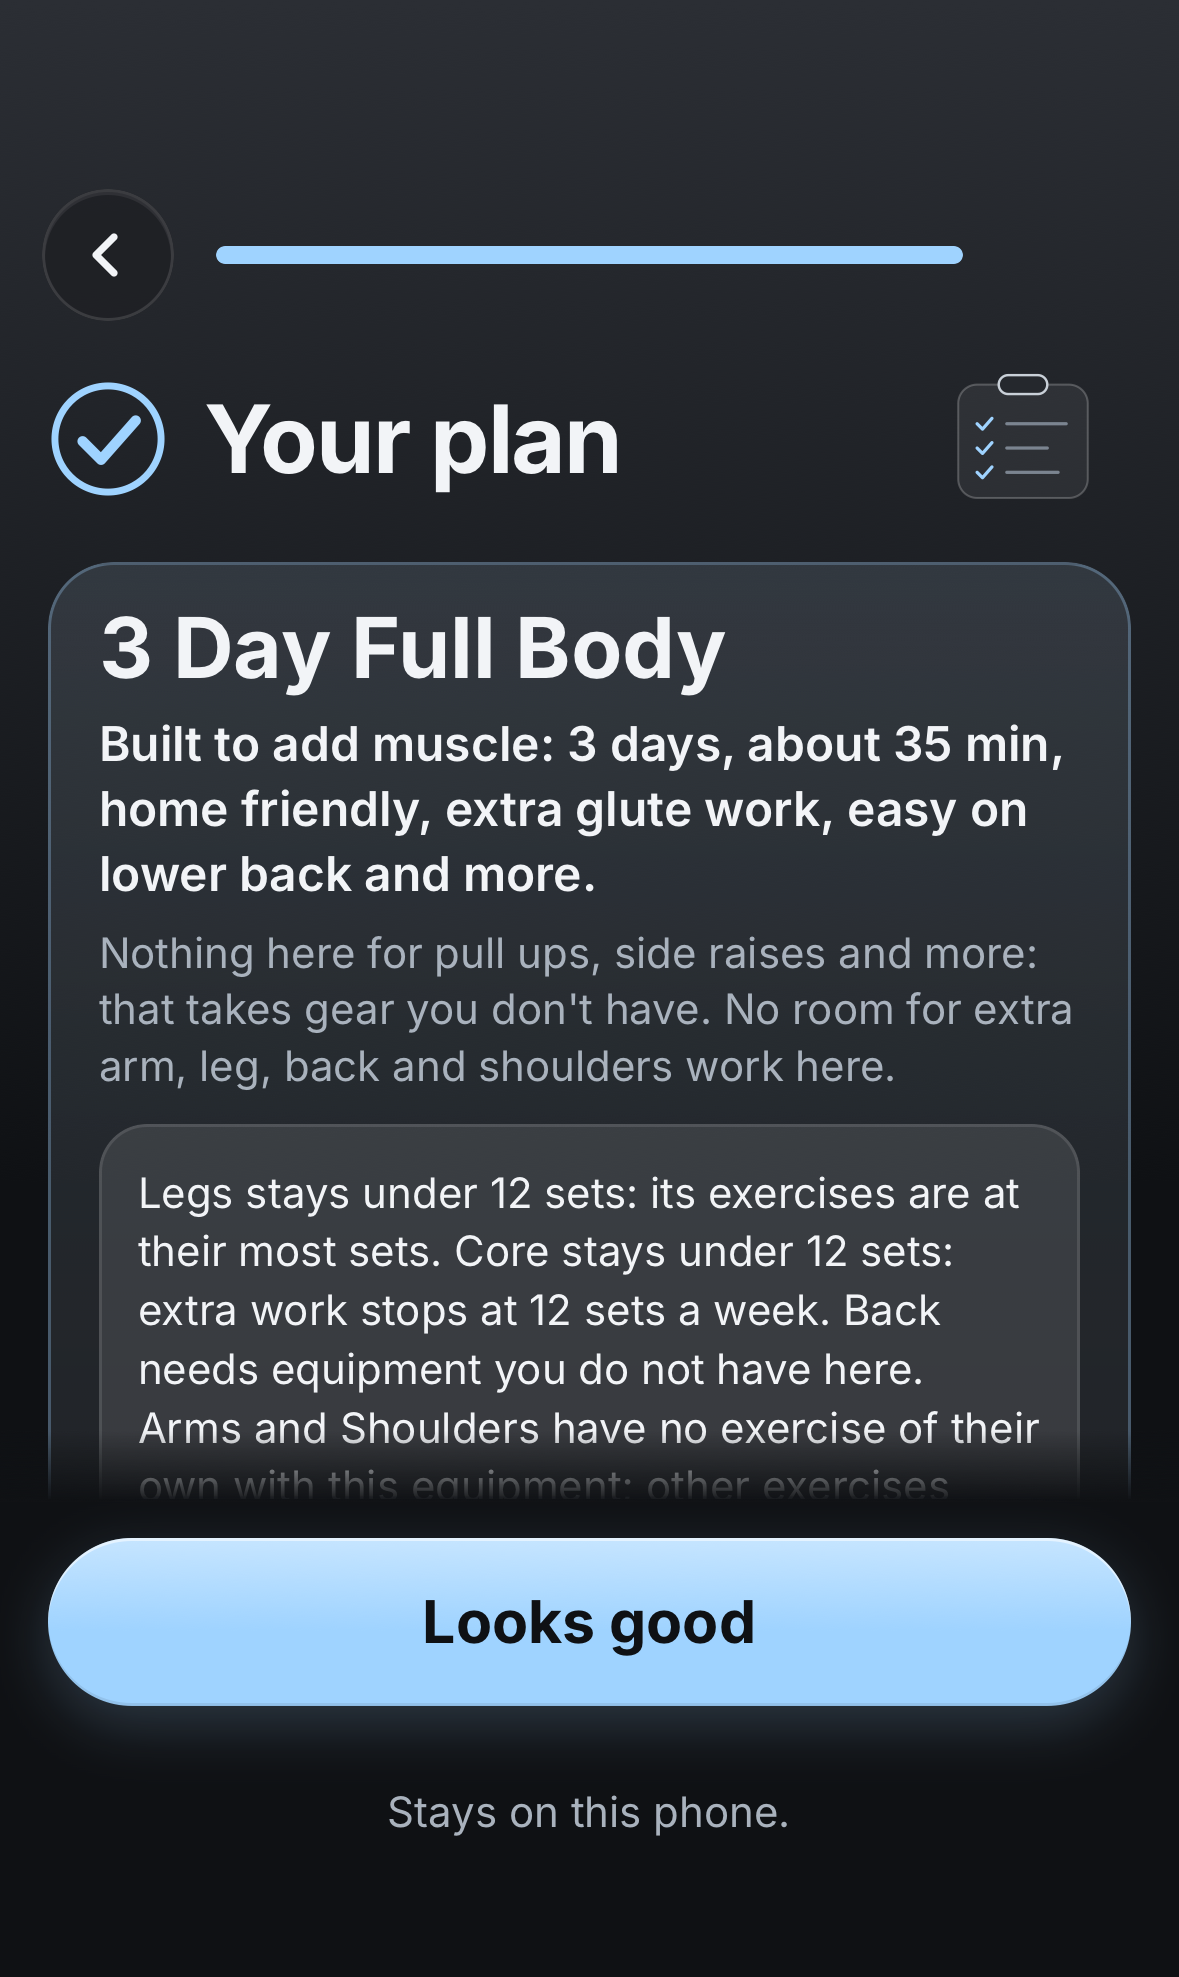 Your plan
3 Day Full Body
Built to add muscle: 3 days, about 35 min,
home friendly, extra glute work, easy on
lower back and more.
Nothing here for pull ups, side raises and more:
that takes gear you don't have. No room for extra
arm, leg, back and shoulders work here.
Legs stays under 12 sets: its exercises are at
their most sets. Core stays under 12 sets:
extra work stops at 12 sets a week. Back
needs equipment you do not have here.
Arms and Shoulders have no exercise of their
own with this equipment: other exercises
Looks good
Stays on this phone.